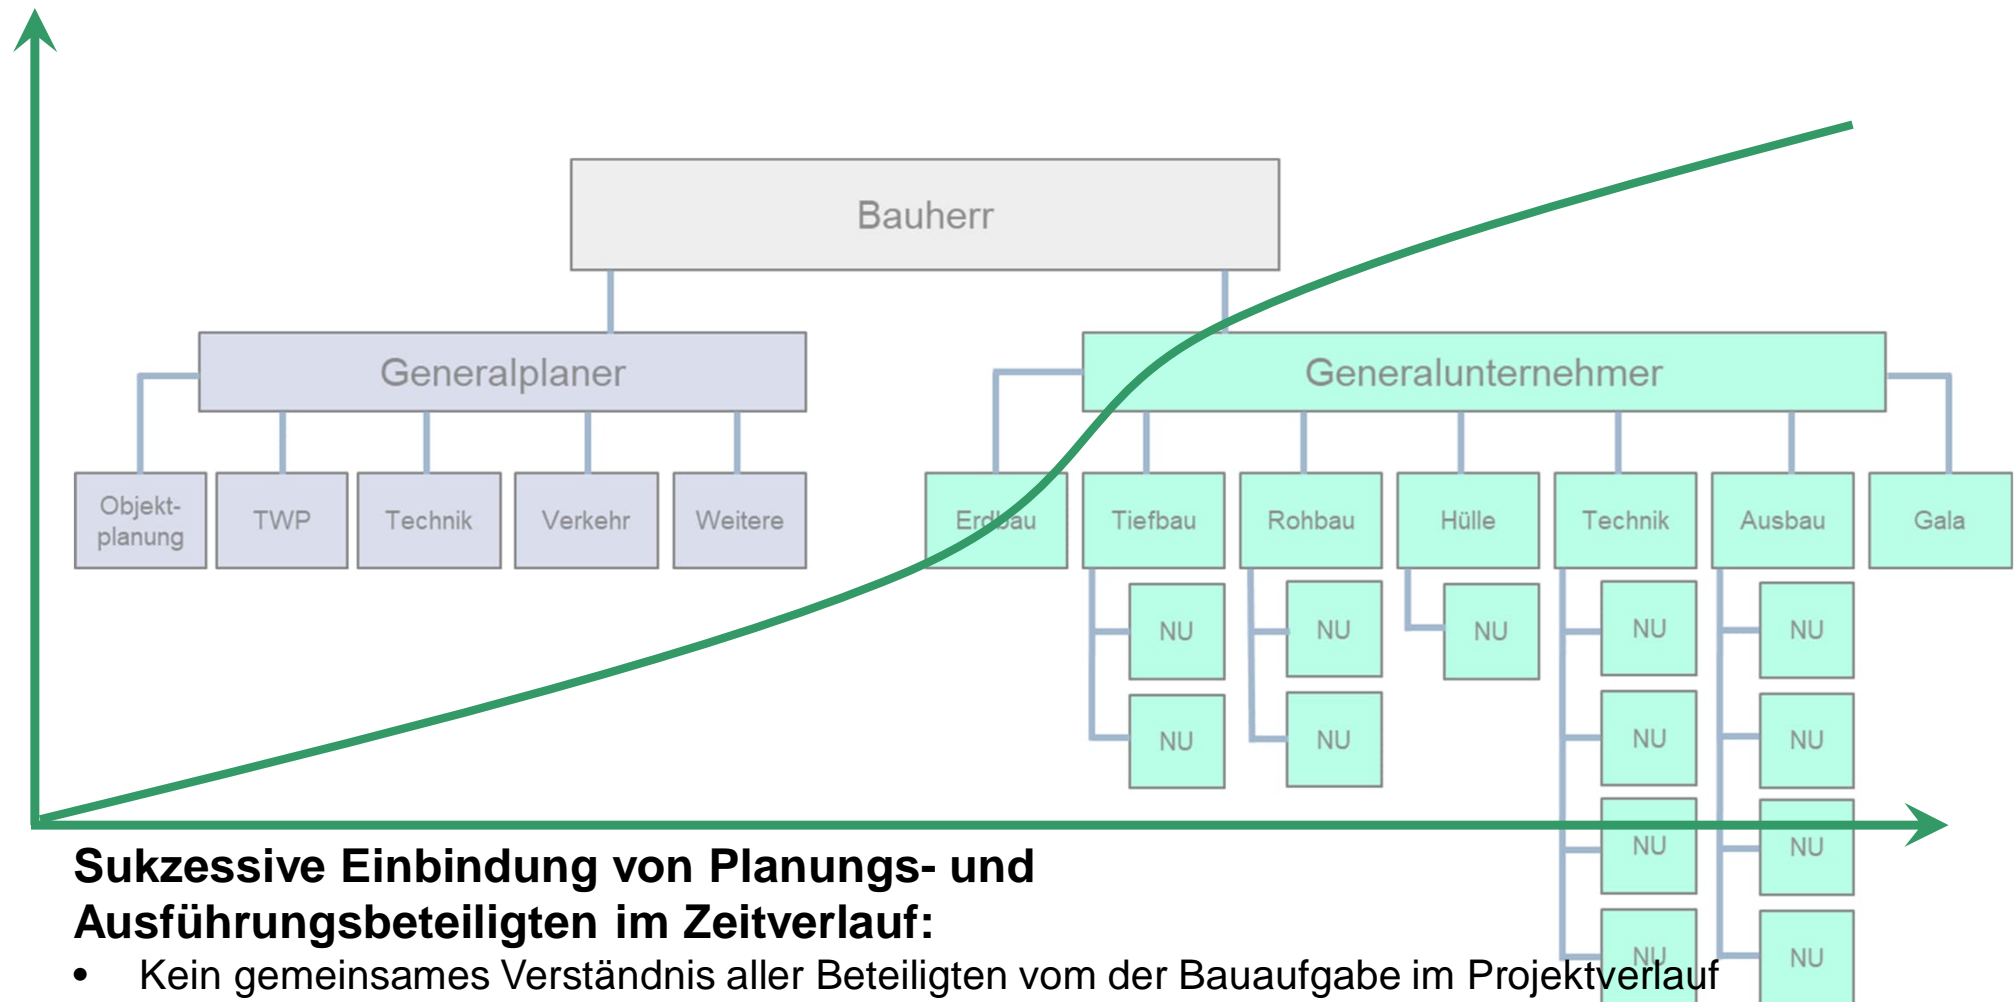 Bauherr
Generalplaner
Generalunternehmer
Objekt-
planung
TWP
Technik
Verkehr
Weitere
Erdbau
Tiefbau
Rohbau
Hülle
Technik
Ausbau
Gala
NU
NU
NU
NU
NU
NU
NU
NU
NU
NU
NU
NU
NU
Sukzessive Einbindung von Planungs- und
Ausführungsbeteiligten im Zeitverlauf:
• Kein gemeinsames Verständnis aller Beteiligten vom der Bauaufgabe im Projektverlauf